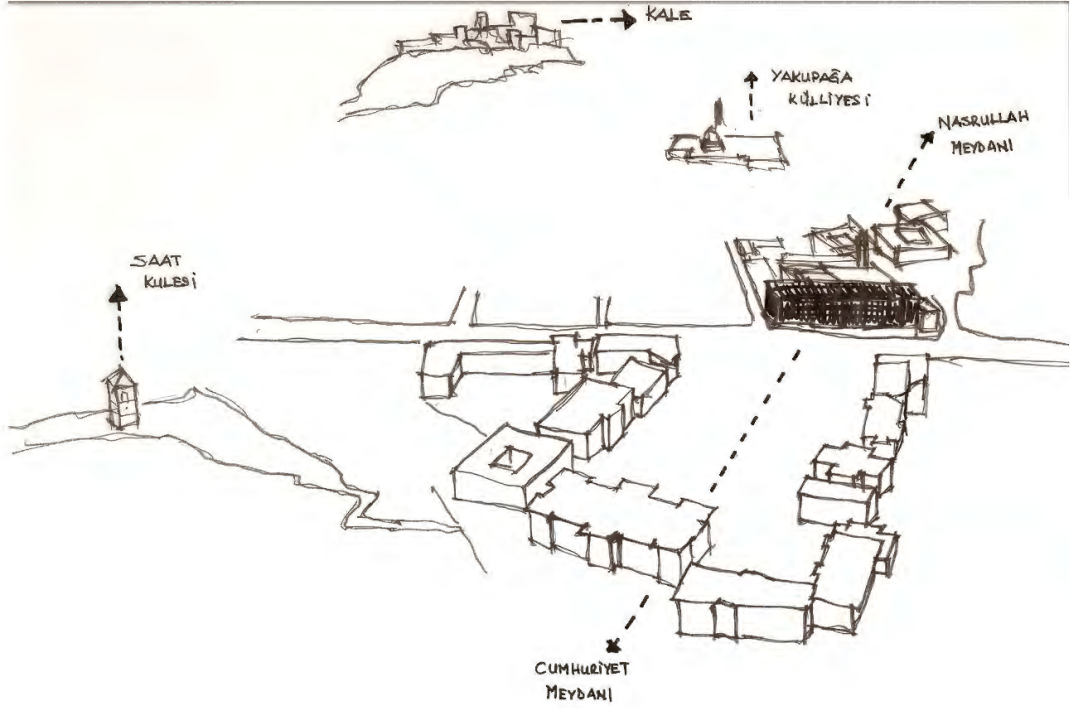 KALE
YAKUPAĞA
KÜLLİYESİ
NASRULLAH
MEYDANI
SAAT
KULESİ
CUMHURİYET
MEYDANI